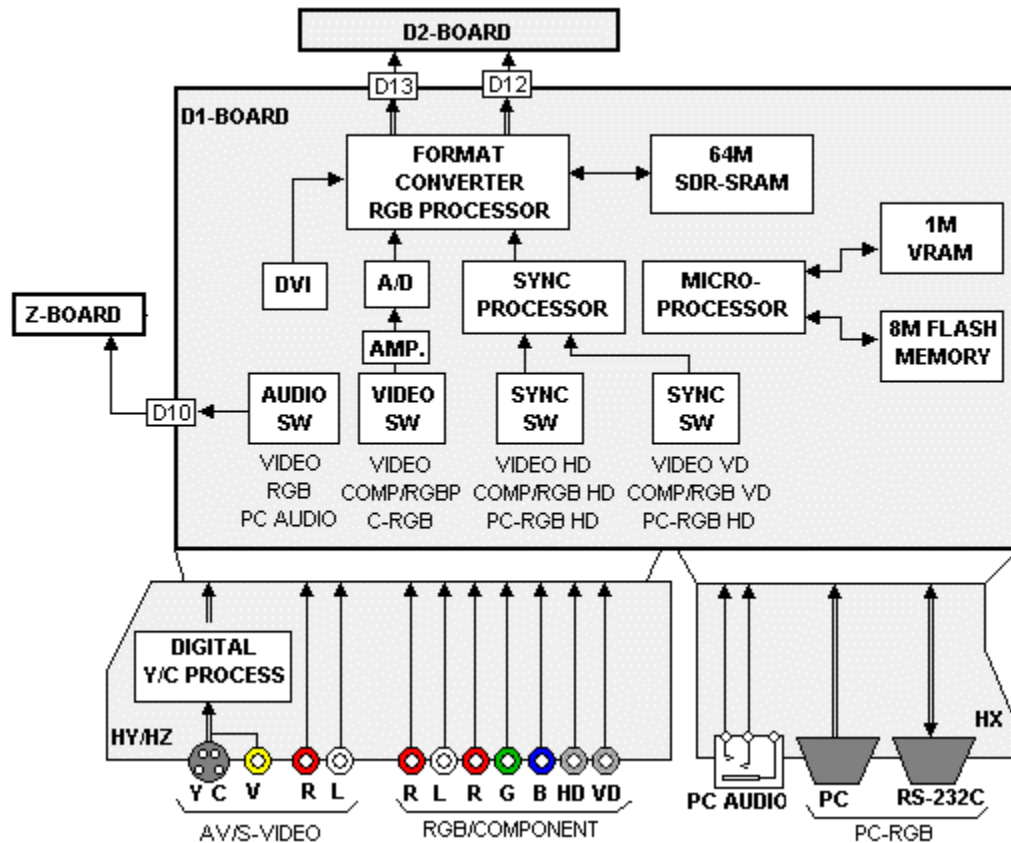 D2-BOARD
D13
D12
D1-BOARD
FORMAT
CONVERTER
RGB PROCESSOR
64M
SDR-SRAM
1M
VRAM
DVI
A/D
SYNC
PROCESSOR
MICRO-
PROCESSOR
8M FLASH
MEMORY
Z-BOARD
AMP.
D10
AUDIO
SW
VIDEO
SW
SYNC
SW
SYNC
SW
VIDEO
RGB
PC AUDIO
VIDEO
COMP/RGBP
C-RGB
VIDEO HD
COMP/RGB HD
PC-RGB HD
VIDEO VD
COMP/RGB VD
PC-RGB HD
DIGITAL
Y/C PROCESS
HY/HZ
HX
Y C V R L
R L R G B HD VD
PC AUDIO
PC
RS-232C
AV/S-VIDEO
RGB/COMPONENT
PC-RGB